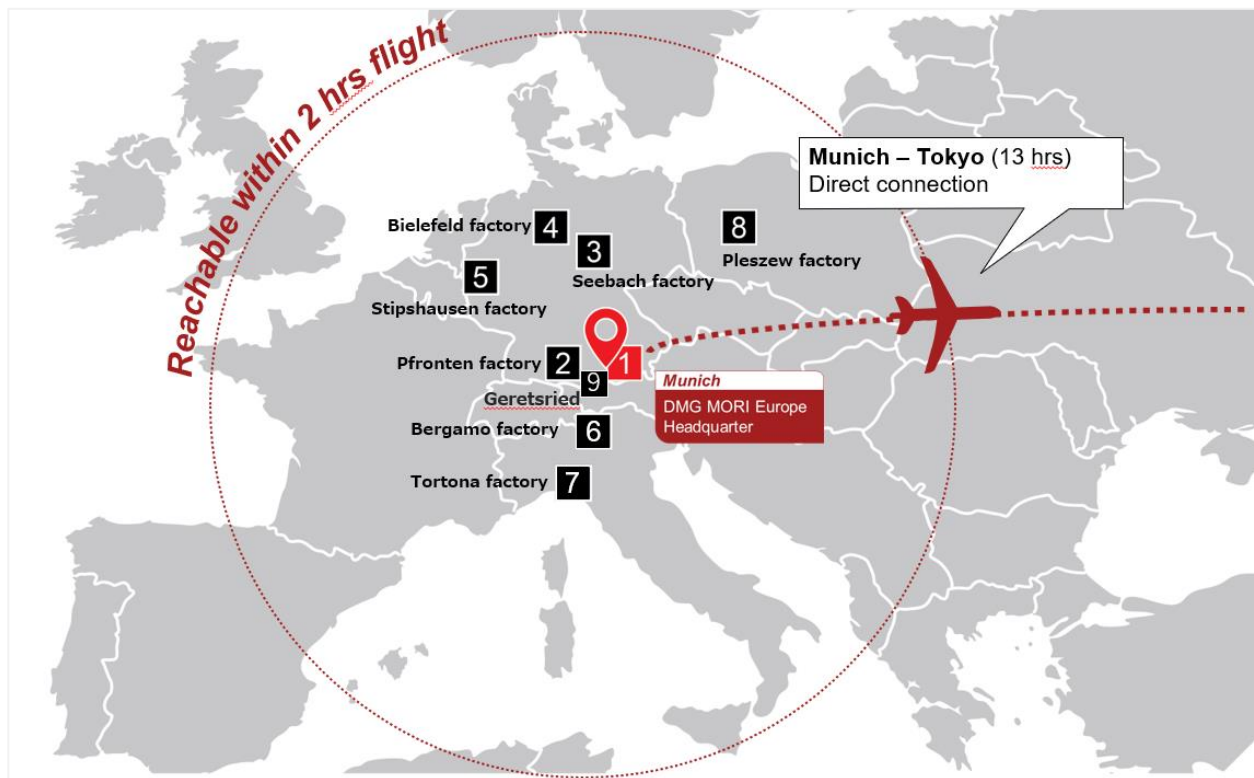 Reachable within 2 hrs flight
Munich – Tokyo (13 hrs)
Direct connection
Bielefeld factory
4
3
Seebach factory
8
Pleszew factory
5
Stipshausen factory
Pfronten factory
2
1
9
Geretsried
Munich
DMG MORI Europe
Headquarter
Bergamo factory
6
Tortona factory
7